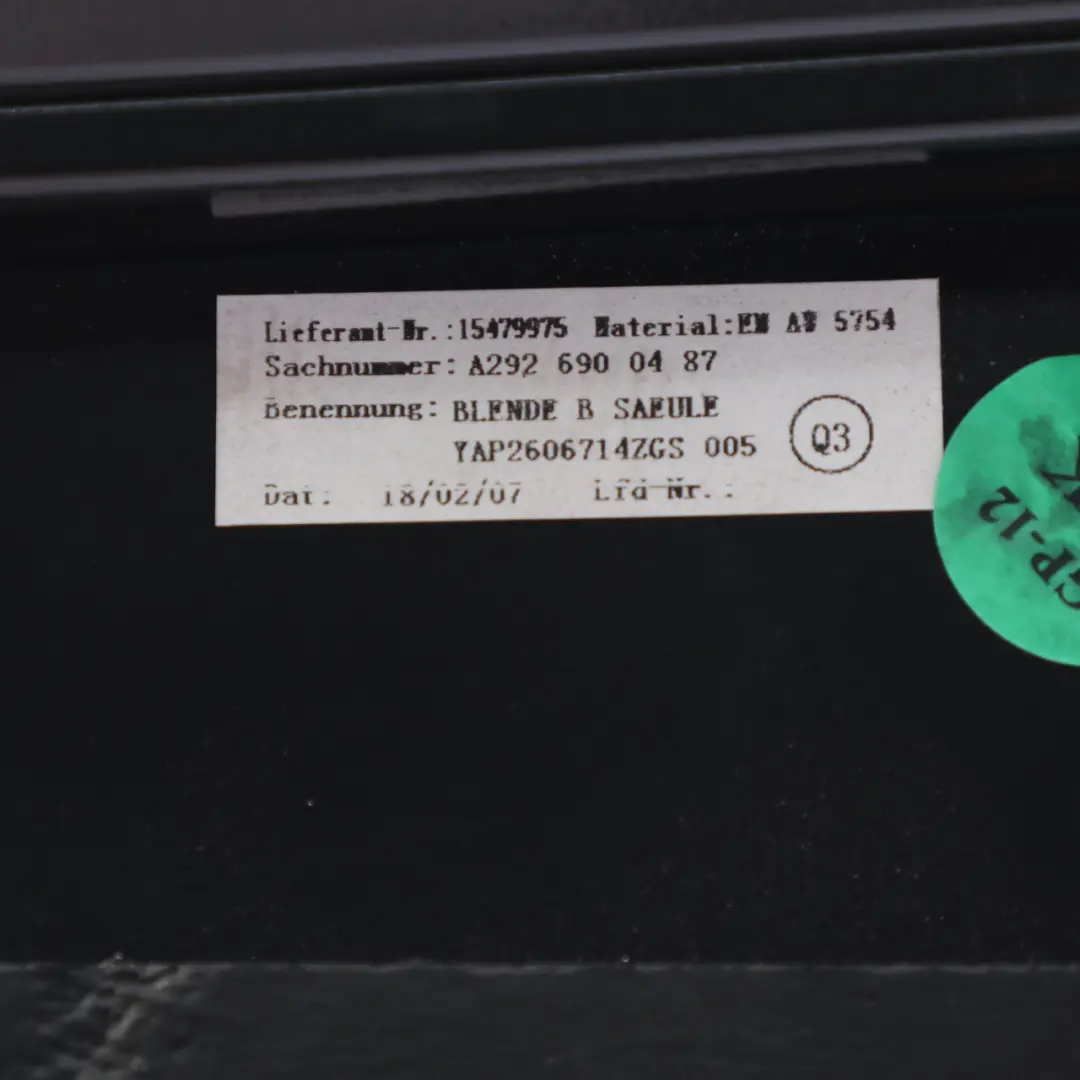 Lieferant-Nr.:15479975 Material:EN AW 5754
Sachnummer: A292 690 04 87
Benennung: BLENDE B SAEULE
YAP2606714ZGS 005
Q3
Dat: 18/02/07 Lfd-Nr.:
GP-12